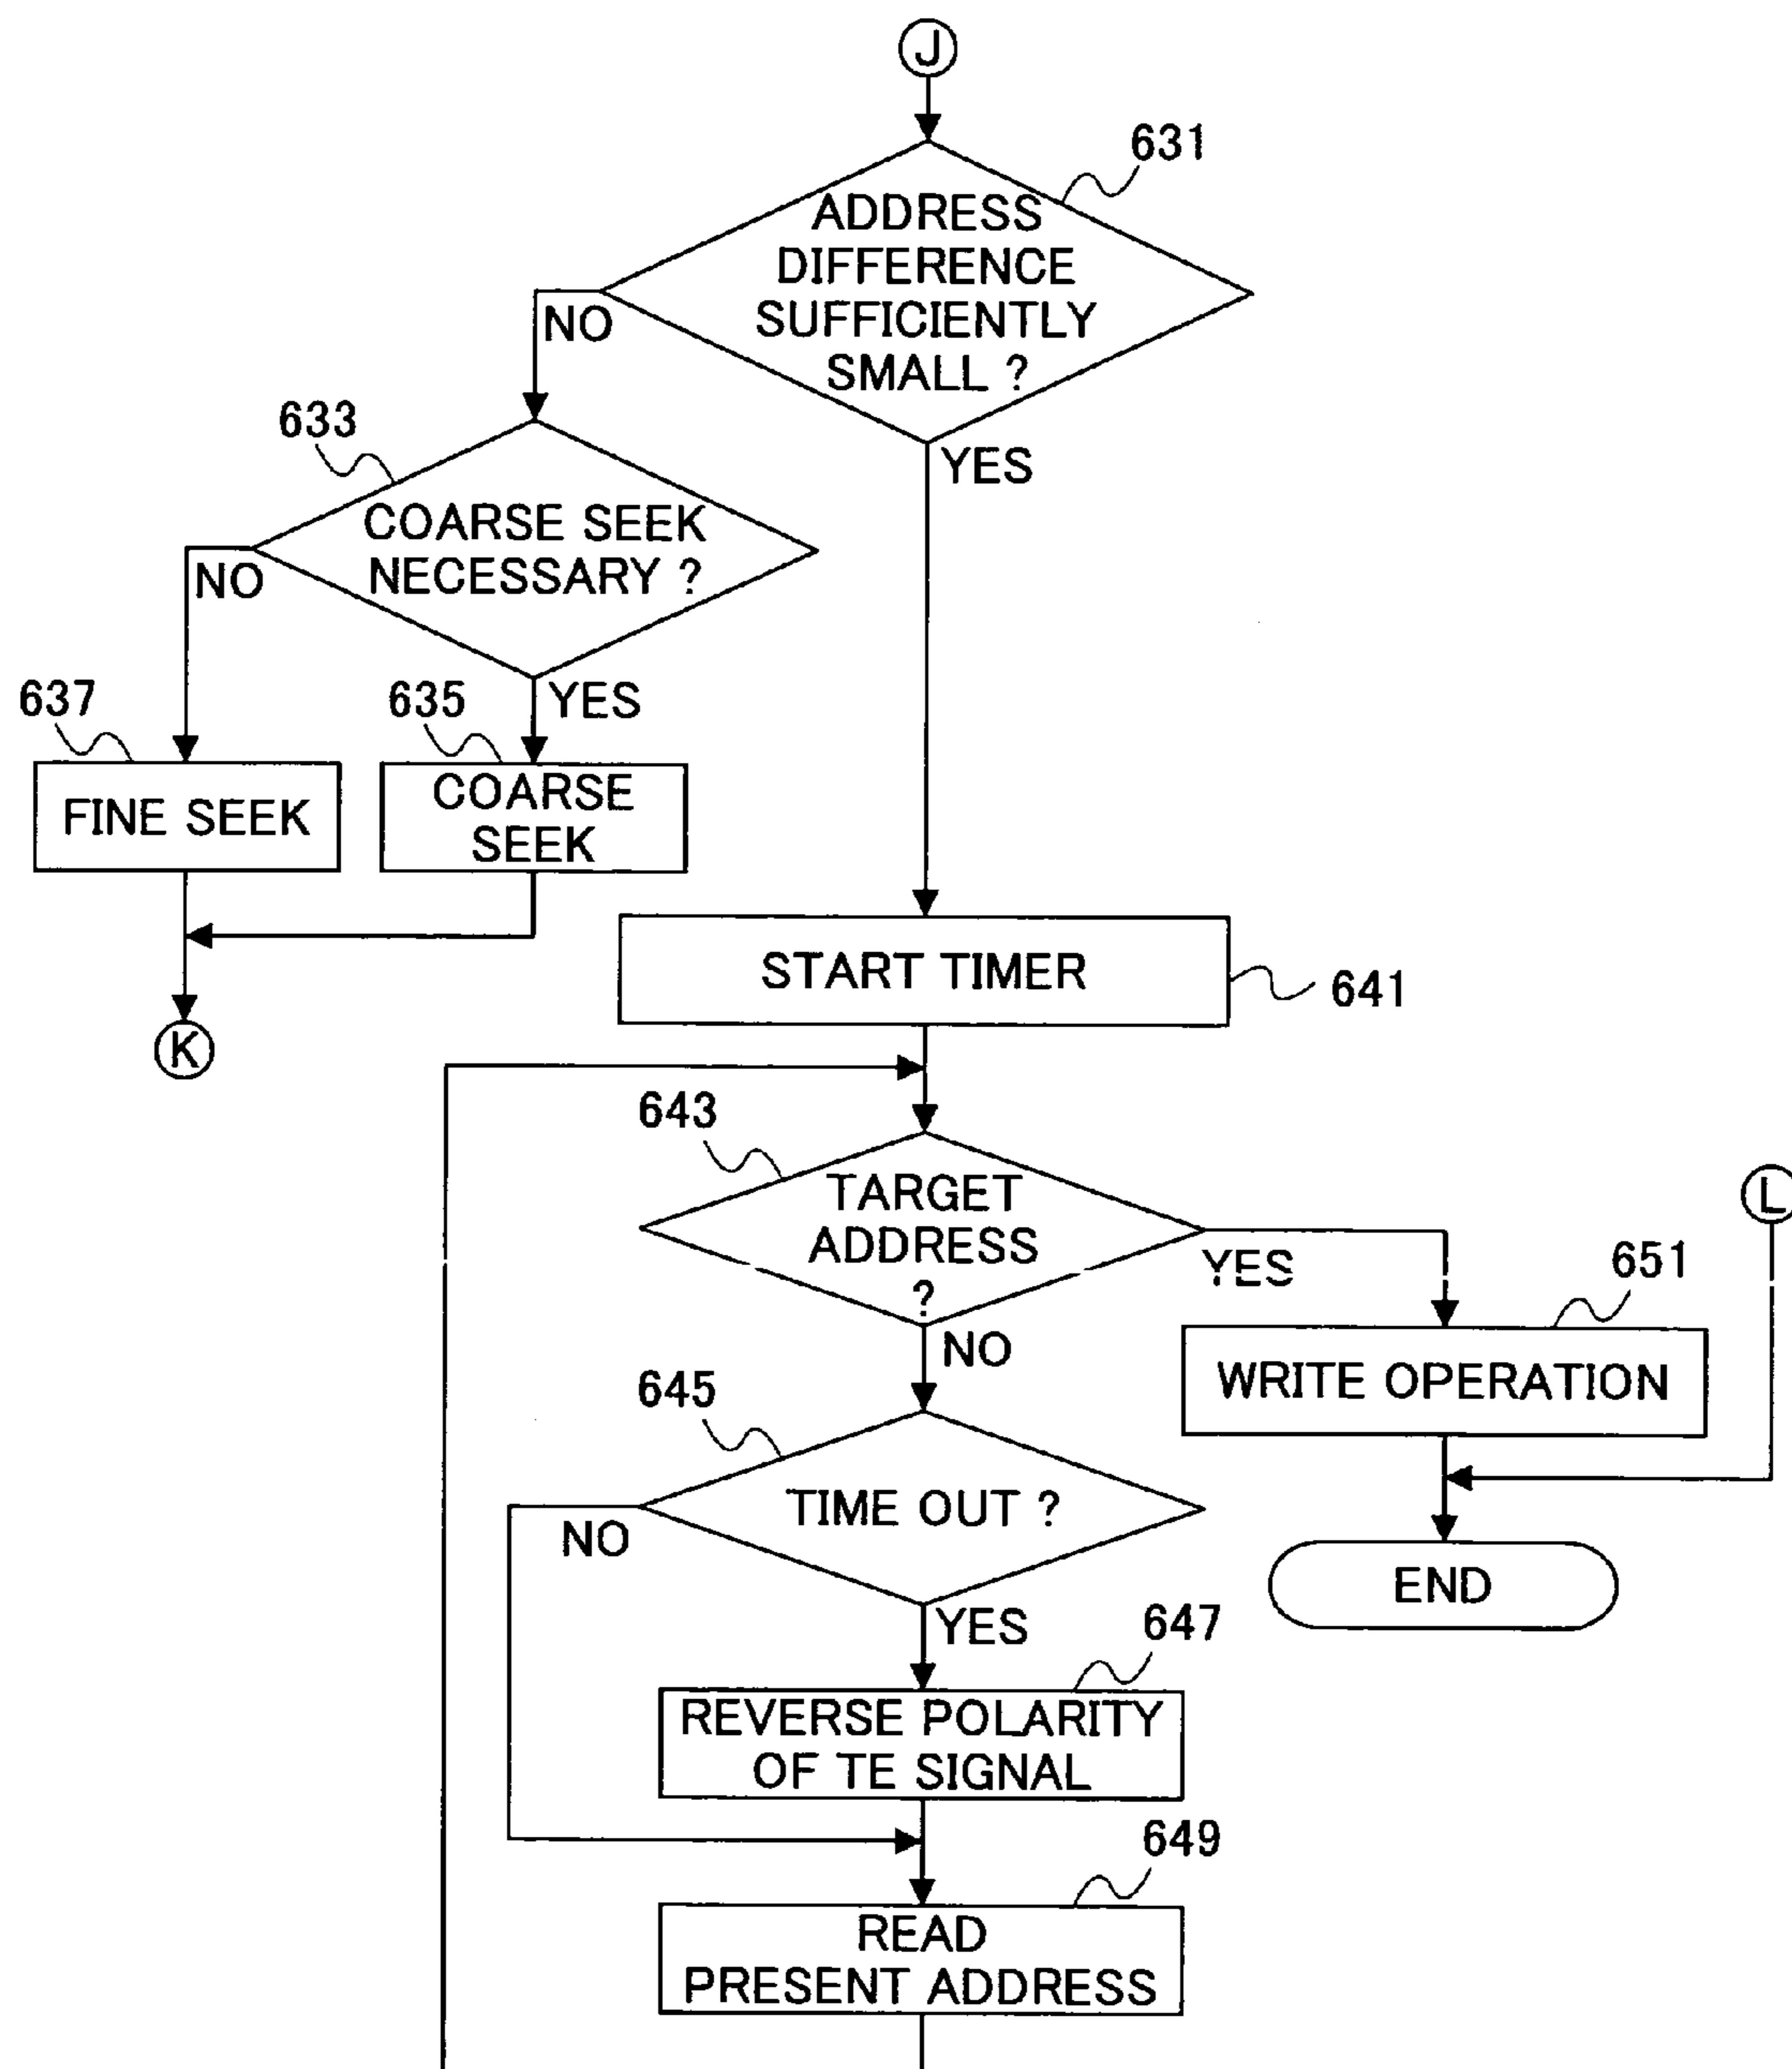 J
631
ADDRESS
DIFFERENCE
SUFFICIENTLY
SMALL ?
NO
YES
633
COARSE SEEK
NECESSARY ?
NO
YES
637
635
FINE SEEK
COARSE
SEEK
START TIMER
641
K
643
TARGET
ADDRESS
?
YES
NO
L
651
WRITE OPERATION
645
TIME OUT ?
NO
YES
END
647
REVERSE POLARITY
OF TE SIGNAL
649
READ
PRESENT ADDRESS